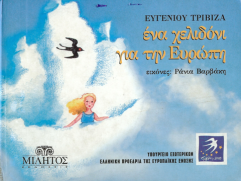 ΕΥΓΕΝΙΟΥ ΤΡΙΒΙΖΑ
ένα χελιδόνι
για την Ευρώπη
εικόνες: Ράνια Βαρβάκη
ΜΙΛΗΤΟΣ
ΥΠΟΥΡΓΕΙΟ ΕΞΩΤΕΡΙΚΩΝ
ΕΛΛΗΝΙΚΗ ΠΡΟΕΔΡΙΑ ΤΗΣ ΕΥΡΩΠΑΪΚΗΣ ΕΝΩΣΗΣ